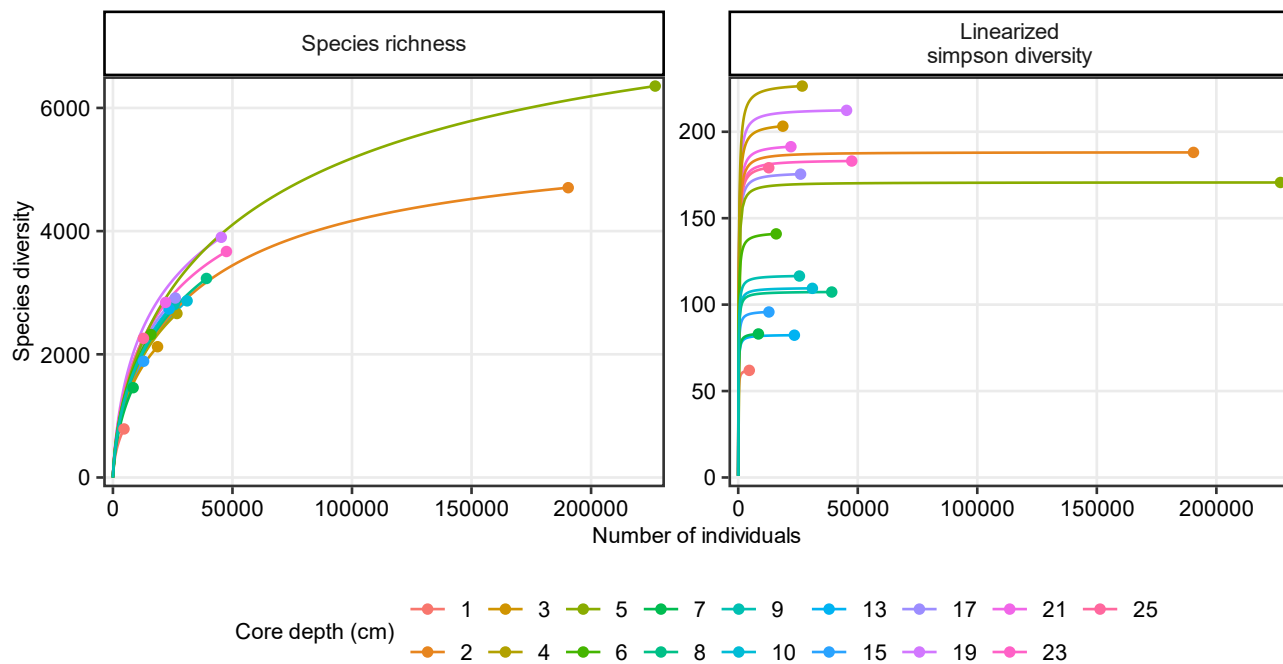 Species richness
Linearized
simpson diversity
6000
4000
2000
0
200
150
100
50
0
Species diversity
0 50000 100000 150000 200000
0 50000 100000 150000 200000
Number of individuals
Core depth (cm)
1 3 5 7 9 13 17 21 25
2 4 6 8 10 15 19 23